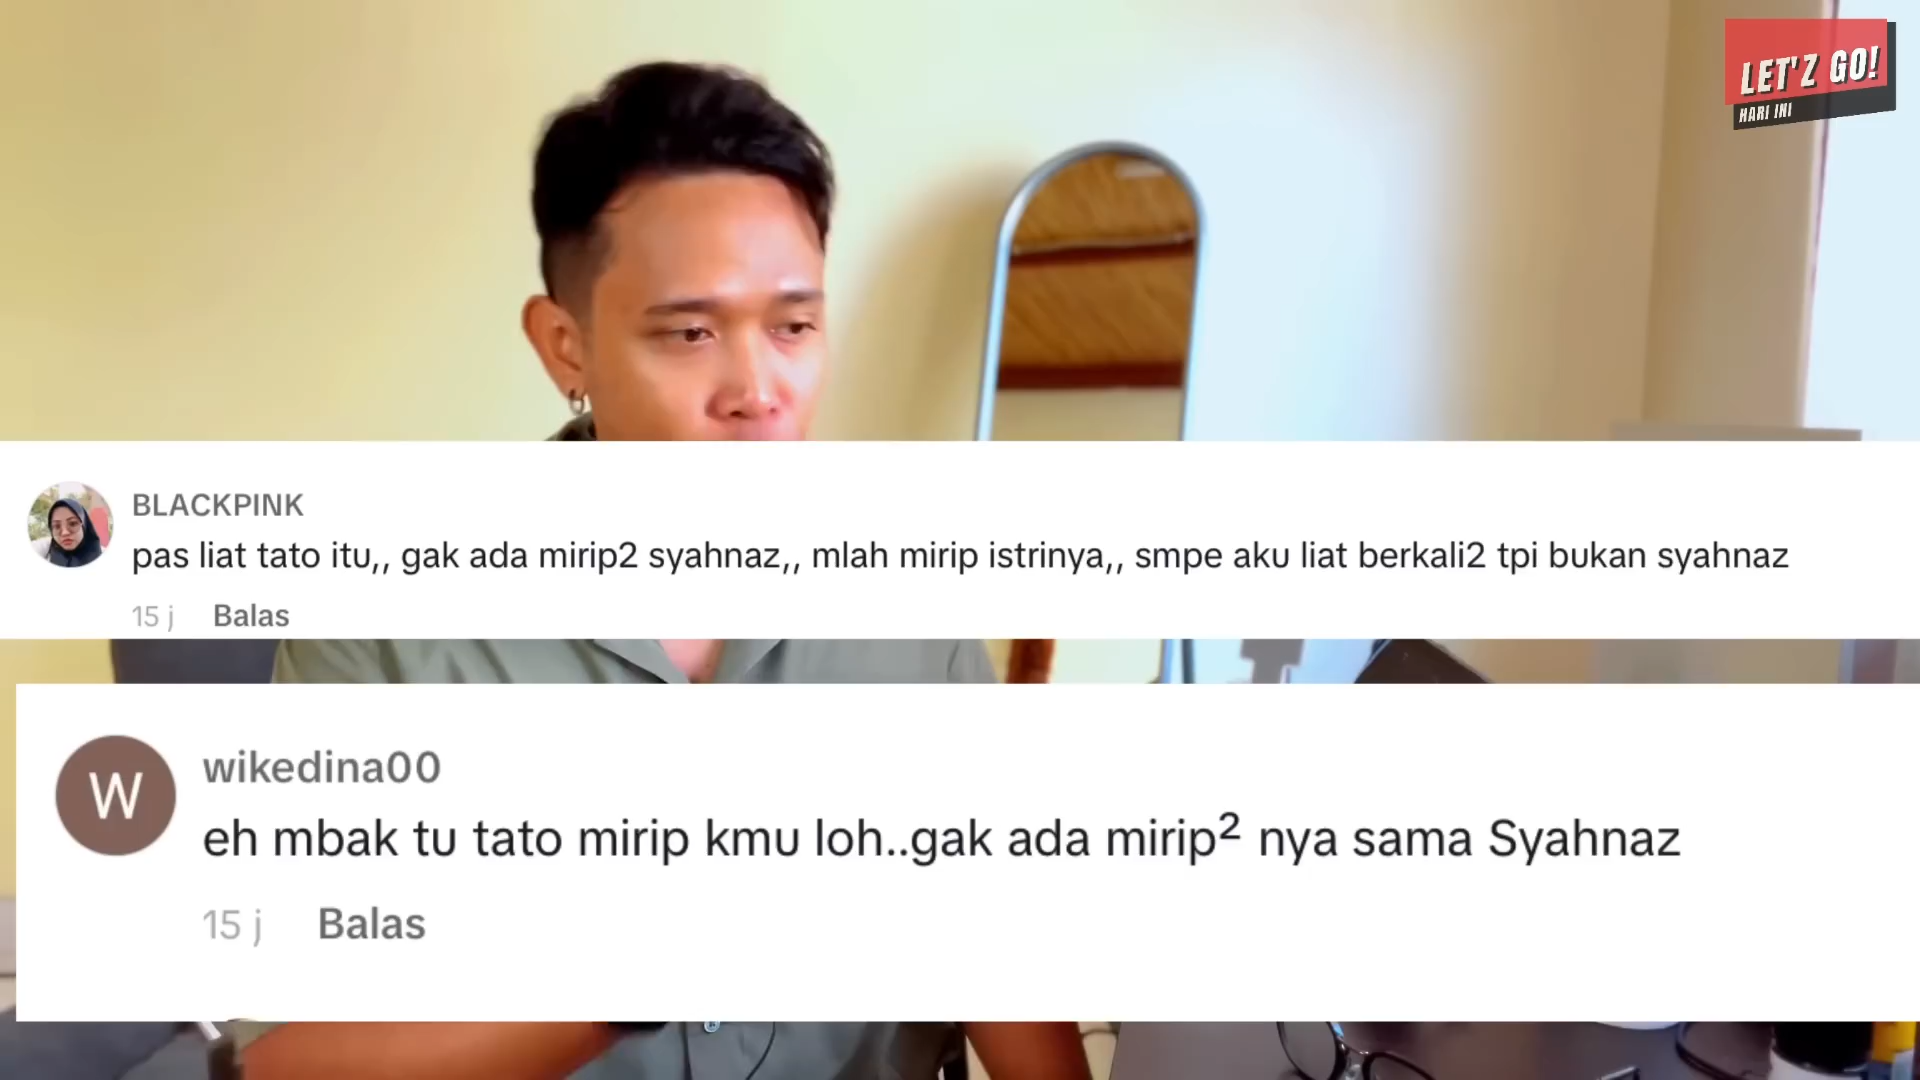 LET'Z GO!
HARI INI
BLACKPINK
pas liat tato itu,, gak ada mirip2 syahnaz,, mlah mirip istrinya,, smpe aku liat berkali2 tpi bukan syahnaz
15 j Balas
W
wikedina00
eh mbak tu tato mirip kmu loh..gak ada mirip² nya sama Syahnaz
15 j Balas